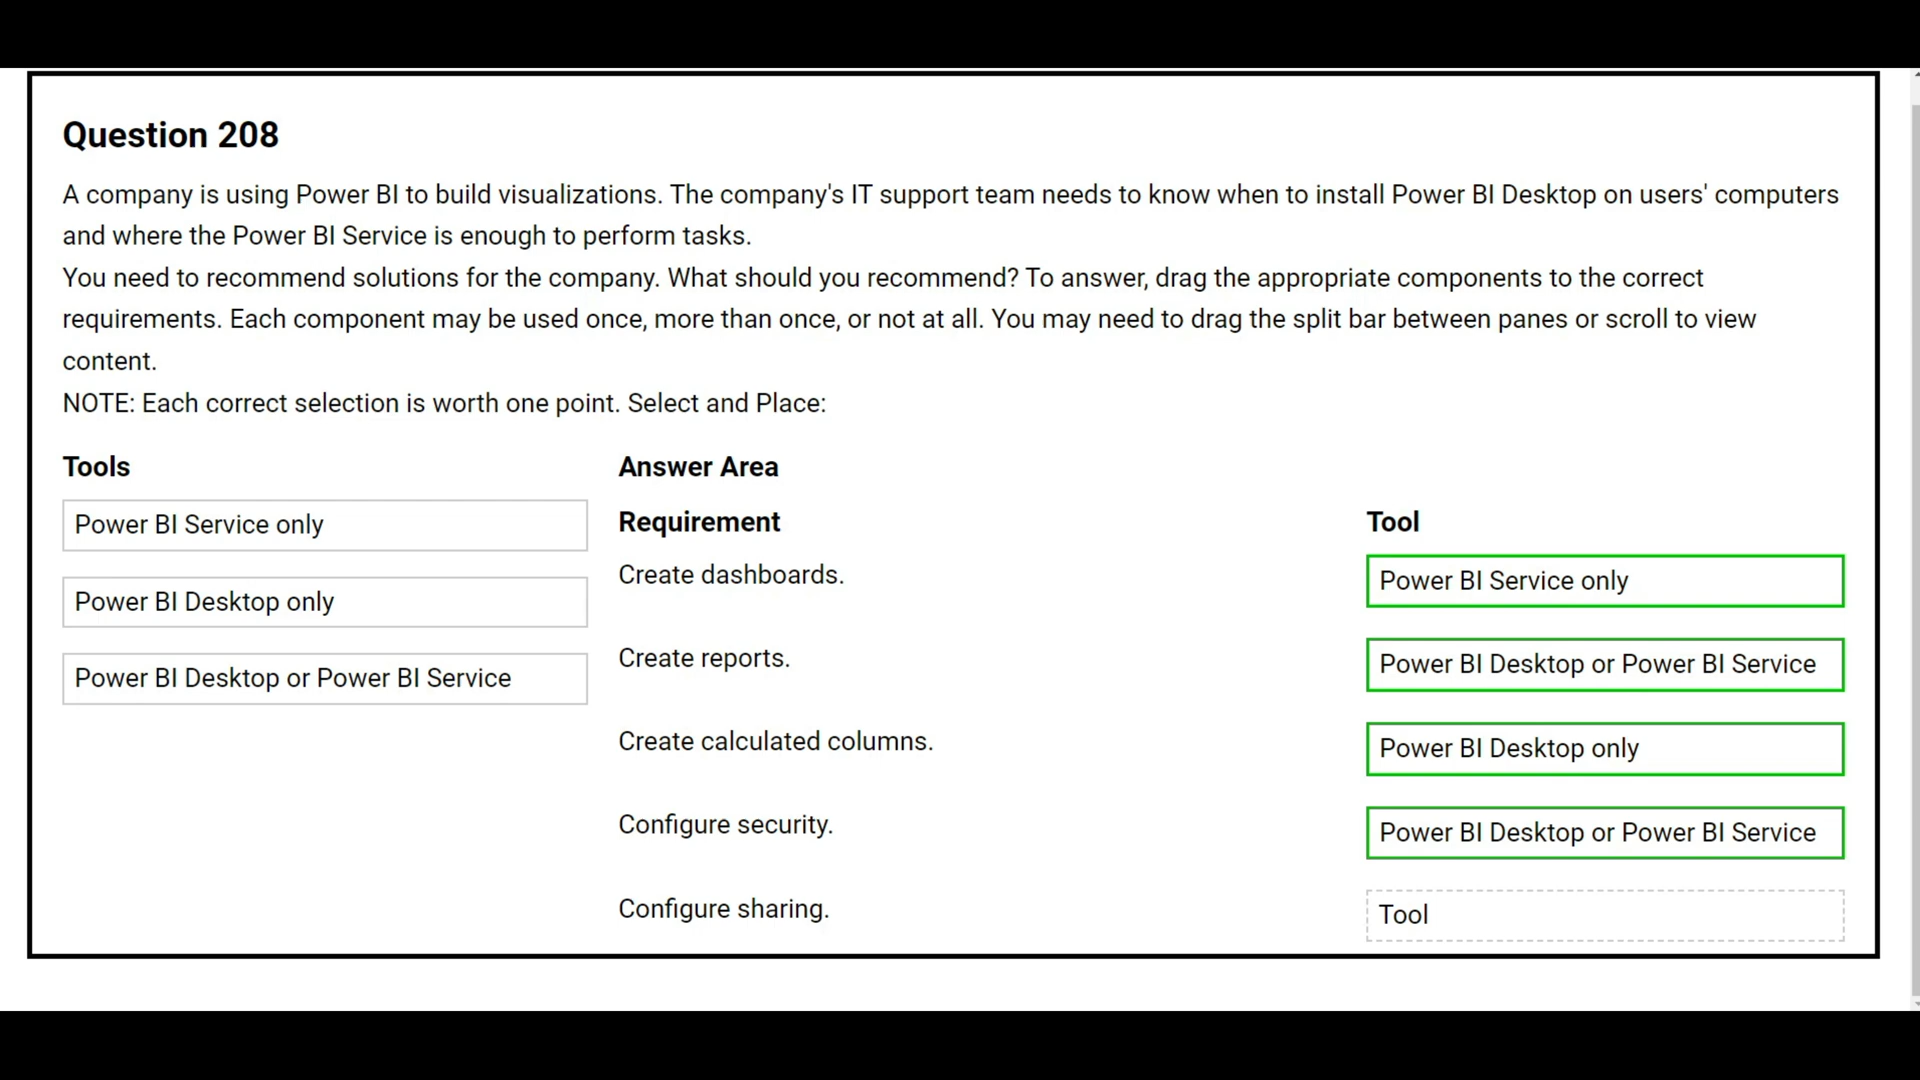 Question 208
A company is using Power BI to build visualizations. The company's IT support team needs to know when to install Power BI Desktop on users' computers
and where the Power BI Service is enough to perform tasks.
You need to recommend solutions for the company. What should you recommend? To answer, drag the appropriate components to the correct
requirements. Each component may be used once, more than once, or not at all. You may need to drag the split bar between panes or scroll to view
content.
NOTE: Each correct selection is worth one point. Select and Place:
Tools
Power BI Service only
Power BI Desktop only
Power BI Desktop or Power BI Service
Answer Area
Requirement
Tool
Create dashboards.
Power BI Service only
Create reports.
Power BI Desktop or Power BI Service
Create calculated columns.
Power BI Desktop only
Configure security.
Power BI Desktop or Power BI Service
Configure sharing.
Tool